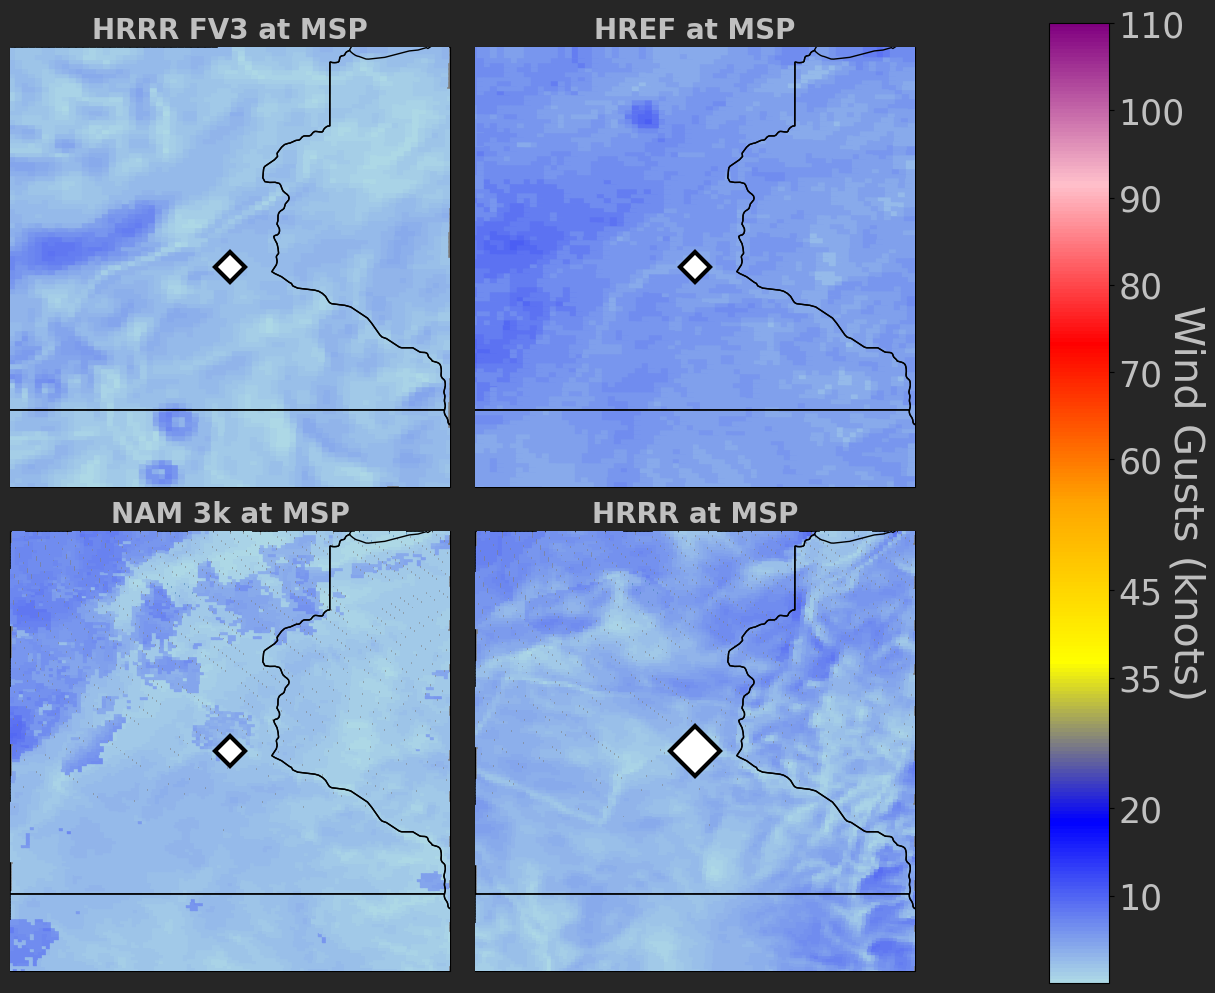 HRRR FV3 at MSP
HREF at MSP
NAM 3k at MSP
HRRR at MSP
110
100
90
80
70
60
45
35
20
10
Wind Gusts (knots)